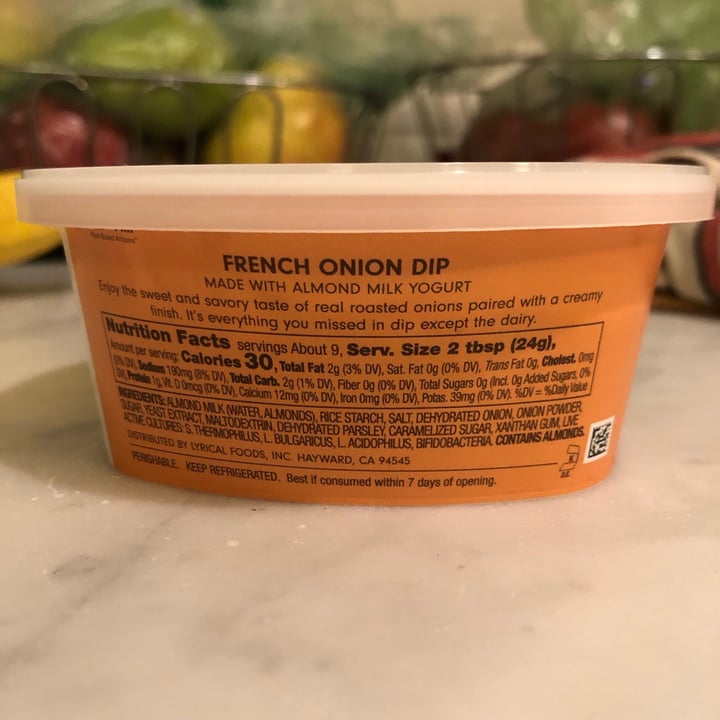 Plant-Based Artisans™
FRENCH ONION DIP
MADE WITH ALMOND MILK YOGURT
Enjoy the sweet and savory taste of real roasted onions paired with a creamy
finish. It's everything you missed in dip except the dairy.
Nutrition Facts servings About 9, Serv. Size 2 tbsp (24g),
Amount per serving: Calories 30, Total Fat 2g (3% DV), Sat. Fat 0g (0% DV), Trans Fat 0g, Cholest. 0mg
(0% DV), Sodium 190mg (8% DV), Total Carb. 2g (1% DV), Fiber 0g (0% DV), Total Sugars 0g (Incl. 0g Added Sugars, 0%
DV), Protein 1g, Vit. D 0mcg (0% DV), Calcium 12mg (0% DV), Iron 0mg (0% DV), Potas. 39mg (0% DV). %DV = %Daily Value
INGREDIENTS: ALMOND MILK (WATER, ALMONDS), RICE STARCH, SALT, DEHYDRATED ONION, ONION POWDER,
SUGAR, YEAST EXTRACT, MALTODEXTRIN, DEHYDRATED PARSLEY, CARAMELIZED SUGAR, XANTHAN GUM, LIVE
ACTIVE CULTURES: S. THERMOPHILUS, L. BULGARICUS, L. ACIDOPHILUS, BIFIDOBACTERIA. CONTAINS ALMONDS.
DISTRIBUTED BY LYRICAL FOODS, INC. HAYWARD, CA 94545
PERISHABLE. KEEP REFRIGERATED. Best if consumed within 7 days of opening.